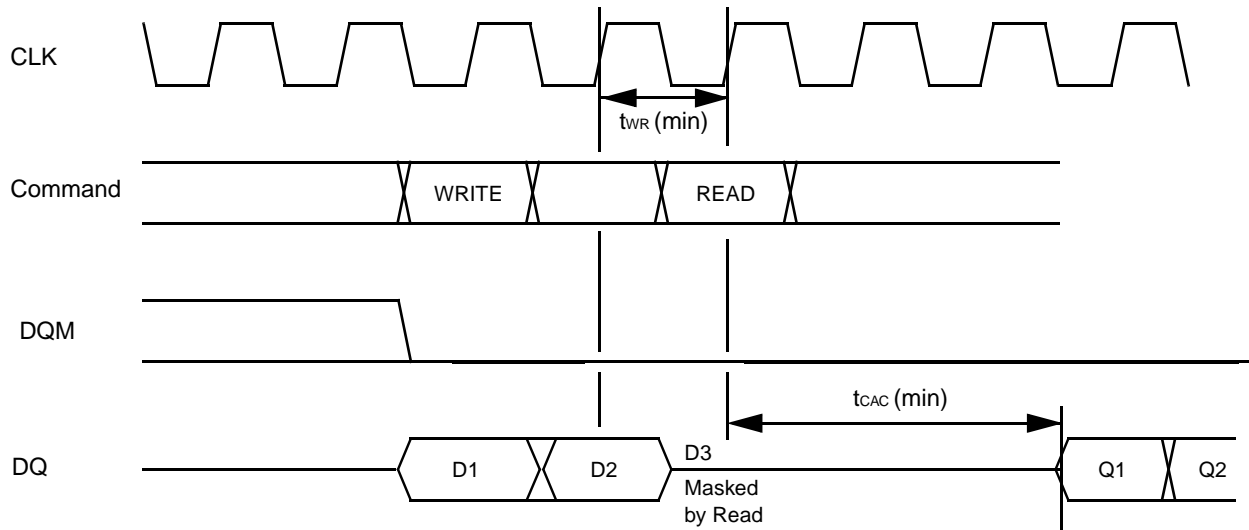 CLK
tWR (min)
Command
WRITE
READ
DQM
tCAC (min)
DQ
D1
D2
D3
Masked
by Read
Q1
Q2